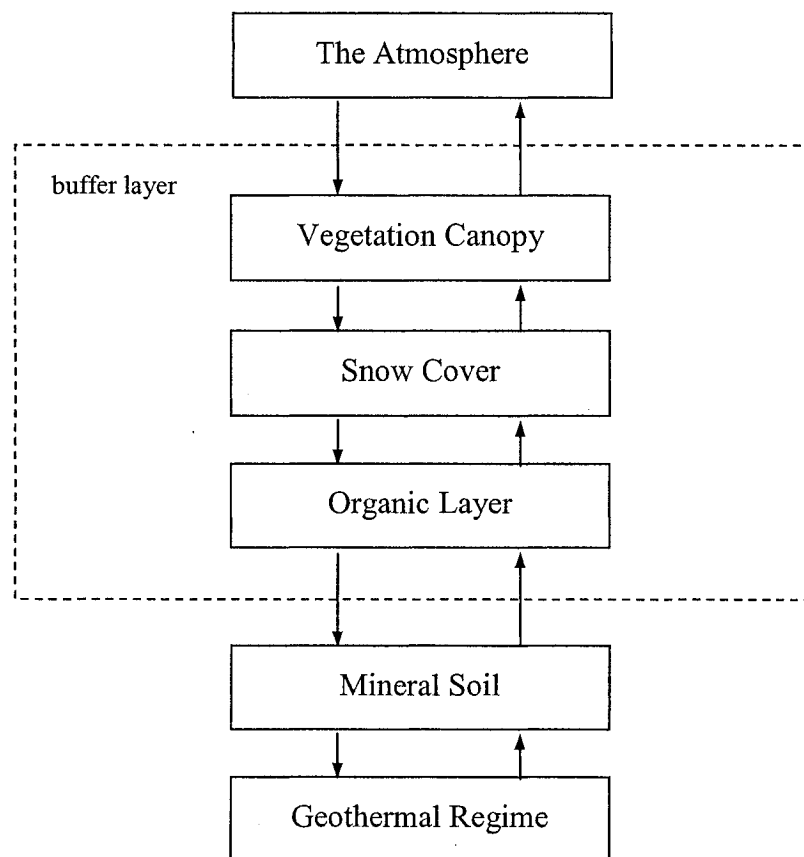 The Atmosphere
buffer layer
Vegetation Canopy
Snow Cover
Organic Layer
Mineral Soil
Geothermal Regime